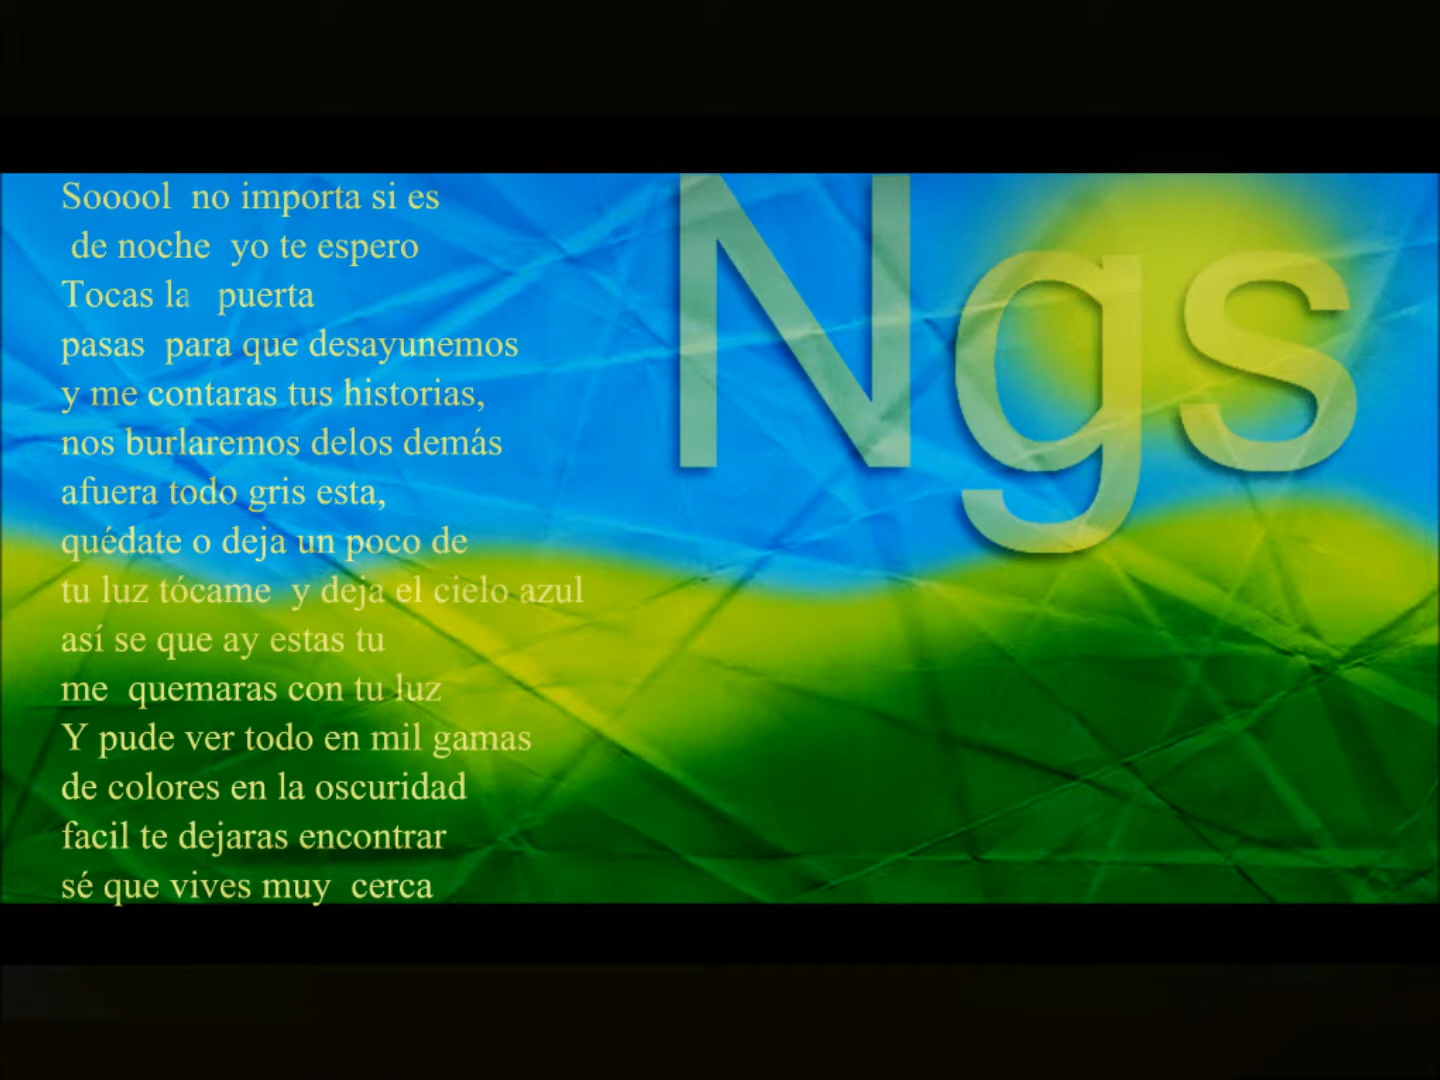 Sooool no importa si es
de noche yo te espero
Tocas la puerta
pasas para que desayunemos
y me contaras tus historias,
nos burlaremos delos demás
afuera todo gris esta,
quédate o deja un poco de
tu luz tócame y deja el cielo azul
así se que ay estas tu
me quemaras con tu luz
Y pude ver todo en mil gamas
de colores en la oscuridad
facil te dejaras encontrar
sé que vives muy cerca
Ngs